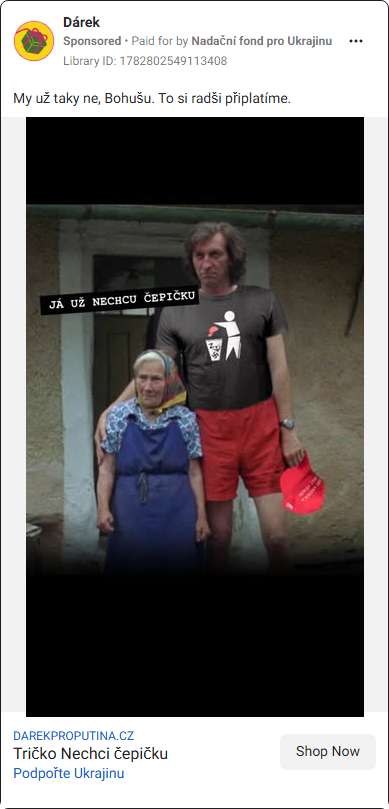 Dárek
Sponsored • Paid for by Nadační fond pro Ukrajinu
Library ID: 1782802549113408
My už taky ne, Bohušu. To si radši připlatíme.
JÁ UŽ NECHCU ČEPIČKU
DAREKPROPUTINA.CZ
Tričko Nechci čepičku
Podpořte Ukrajinu
Shop Now